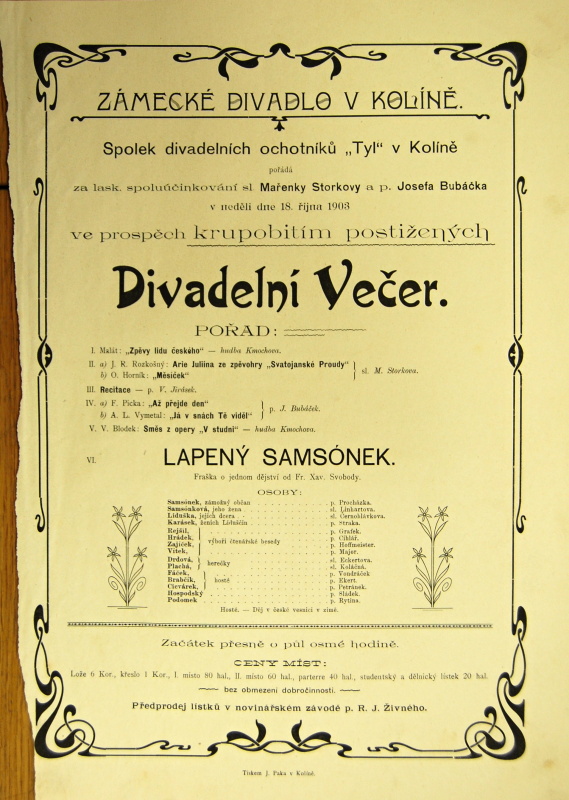 ZÁMECKÉ DIVADLO V KOLÍNĚ.
Spolek divadelních ochotníků „Tyl" v Kolíně
pořádá
za lask. spoluúčinkování sl. Mařenky Storkovy a p. Josefa Bubáčka
v neděli dne 18. října 1903
ve prospěch krupobitím postižených
Divadelní Večer.
POŘAD:
I. Malát: „Zpěvy lidu českého" — hudba Kmochova.
II. a) J. R. Rozkošný: Arie Juliina ze zpěvohry „Svatojanské Proudy"
b) O. Horník: „Měsíček"
sl. M. Storkova.
III. Recitace — p. V. Jirásek.
IV. a) F. Picka: „Až přejde den"
b) A. L. Vymetal: „Já v snách Tě viděl"
p. J. Bubáček.
V. V. Blodek: Směs z opery „V studni" — hudba Kmochova.
VI. LAPENÝ SAMSÓNEK.
Fraška o jednom dějství od Fr. Xav. Svobody.
OSOBY:
Samsónek, zámožný občan p. Procházka.
Samsónková, jeho žena sl. Linhartova.
Liduška, jejich dcera sl. Černohlávkova.
Karásek, ženich Liduščin p. Straka.
Rejšil, p. Grafek.
Hrádek, p. Cihlář.
Zajíček, p. Hoffmeister.
Vítek, p. Majer.
výboři čtenářské besedy
Drdová, sl. Eckertova.
Plachá, sl. Koláčná.
herečky
Fáček, p. Vondráček
Brabčík, p. Ekert.
Cicvárek, p. Petránek.
hosté
Hospodský p. Sládek.
Podomek p. Rytina.
Hosté. — Děj v české vesnici v zimě.
Začátek přesně o půl osmé hodině.
CENY MÍST:
Lože 6 Kor., křeslo 1 Kor., I. místo 80 hal., II. místo 60 hal., parterre 40 hal., studentský a dělnický lístek 20 hal.
bez obmezení dobročinnosti.
Předprodej lístků v novinářském závodě p. R. J. Živného.
Tiskem J. Paka v Kolíně.